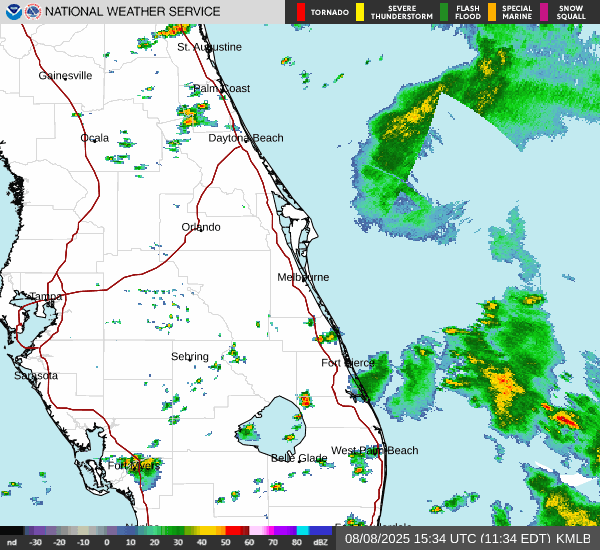 NATIONAL WEATHER SERVICE
TORNADO
SEVERE THUNDERSTORM
FLASH FLOOD
SPECIAL MARINE
SNOW SQUALL
St. Augustine
Gainesville
Palm Coast
Ocala
Daytona Beach
Orlando
Melbourne
Tampa
Sebring
Fort Pierce
Sarasota
West Palm Beach
Belle Glade
Fort Myers
nd -30 -20 -10 0 10 20 30 40 50 60 70 80 dBZ
08/08/2025 15:34 UTC (11:34 EDT) KMLB